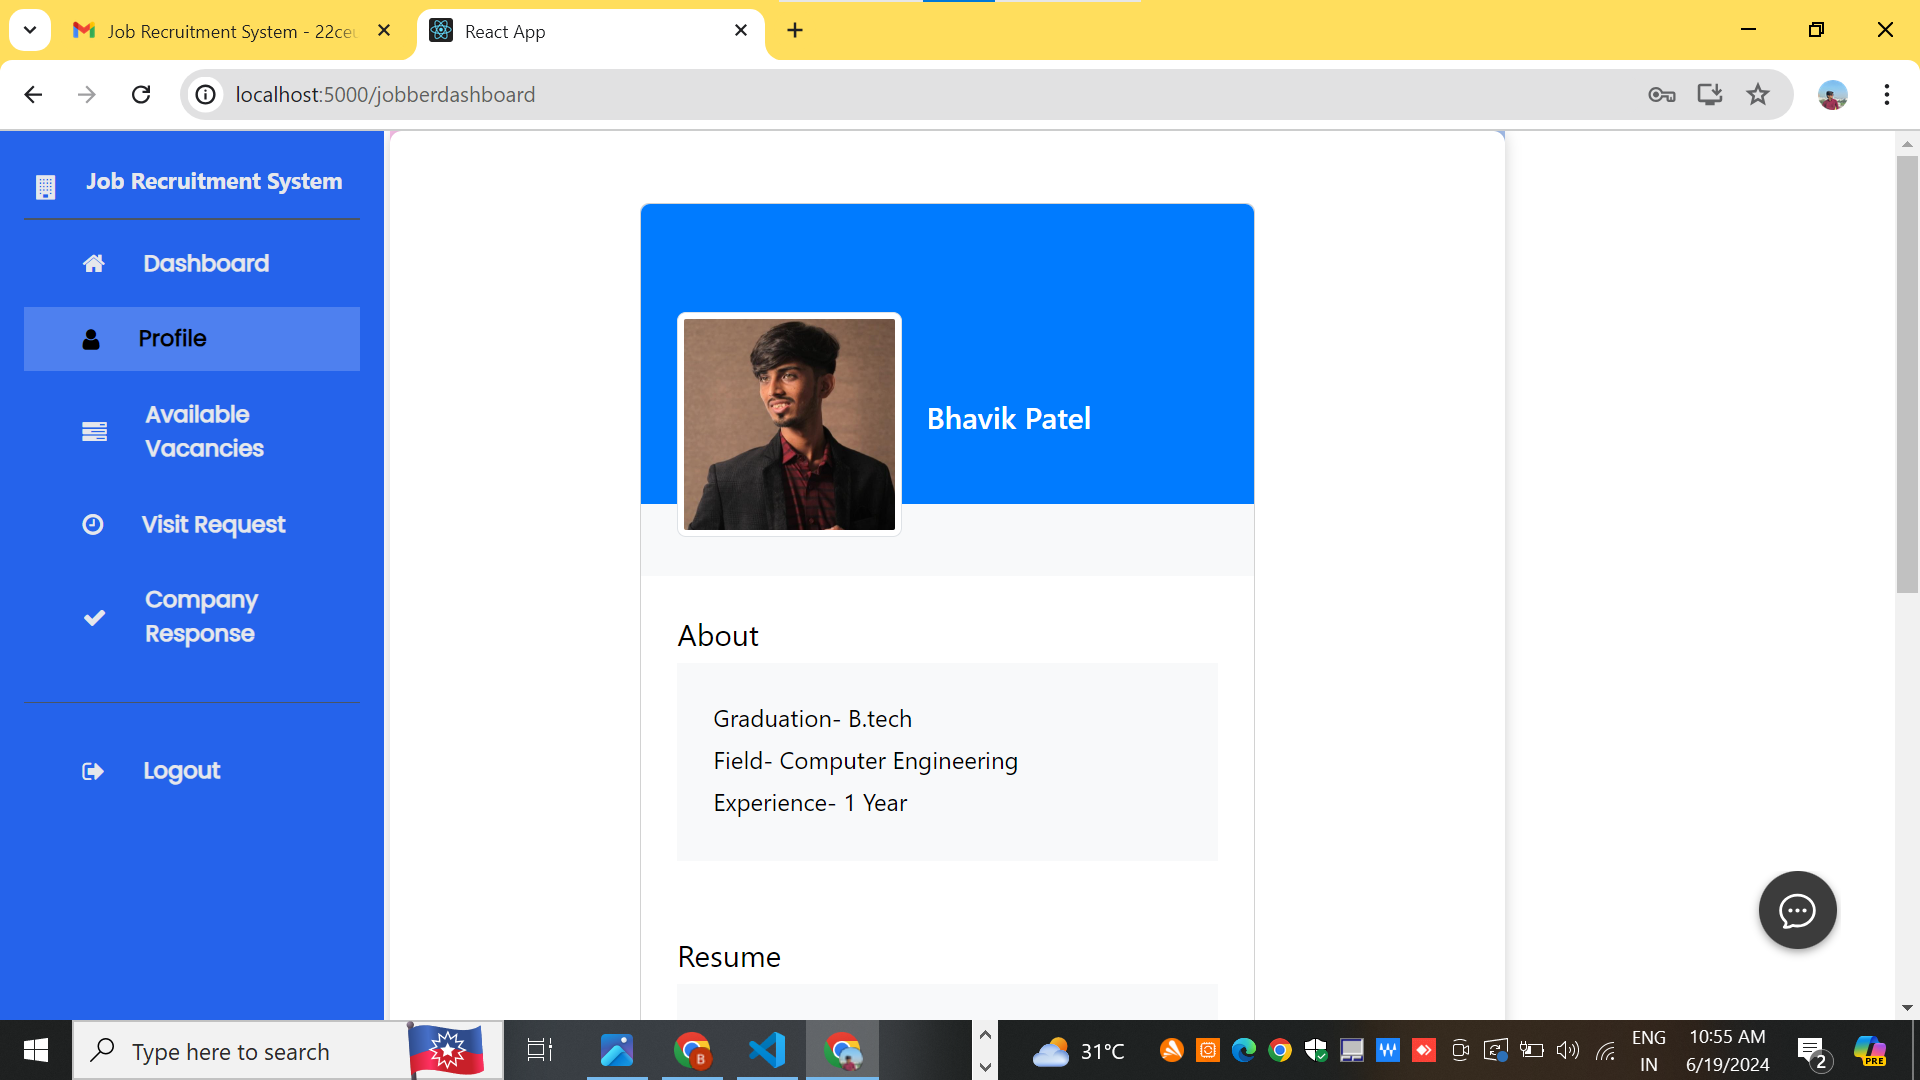 Job Recruitment System - 22ceu
React App
localhost:5000/jobberdashboard
Job Recruitment System
Dashboard
Profile
Available
Vacancies
Visit Request
Company
Response
Logout
Bhavik Patel
About
Graduation- B.tech
Field- Computer Engineering
Experience- 1 Year
Resume
Type here to search
B
31°C
W
ENG
IN
10:55 AM
6/19/2024
2
PRE